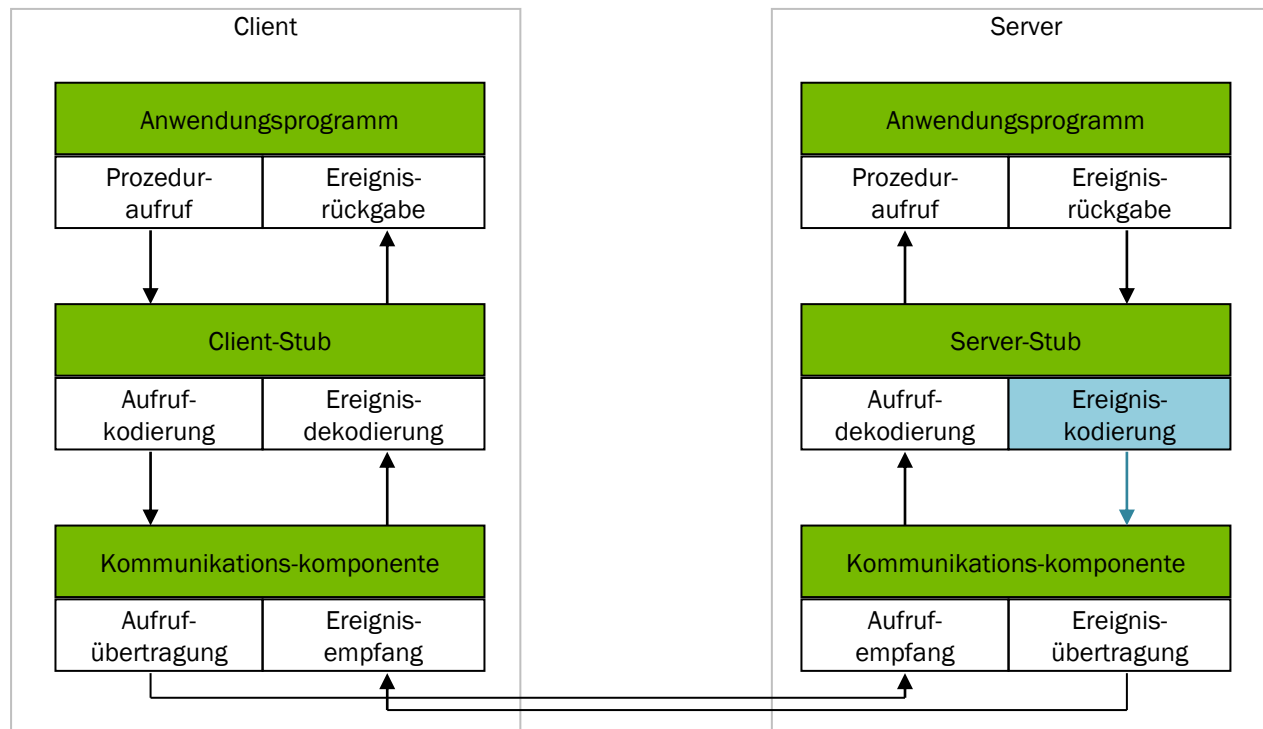 Client
Anwendungsprogramm
Prozedur-
aufruf
Ereignis-
rückgabe
Client-Stub
Aufruf-
kodierung
Ereignis-
dekodierung
Kommunikations-komponente
Aufruf-
übertragung
Ereignis-
empfang
Server
Anwendungsprogramm
Prozedur-
aufruf
Ereignis-
rückgabe
Server-Stub
Aufruf-
dekodierung
Ereignis-
kodierung
Kommunikations-komponente
Aufruf-
empfang
Ereignis-
übertragung